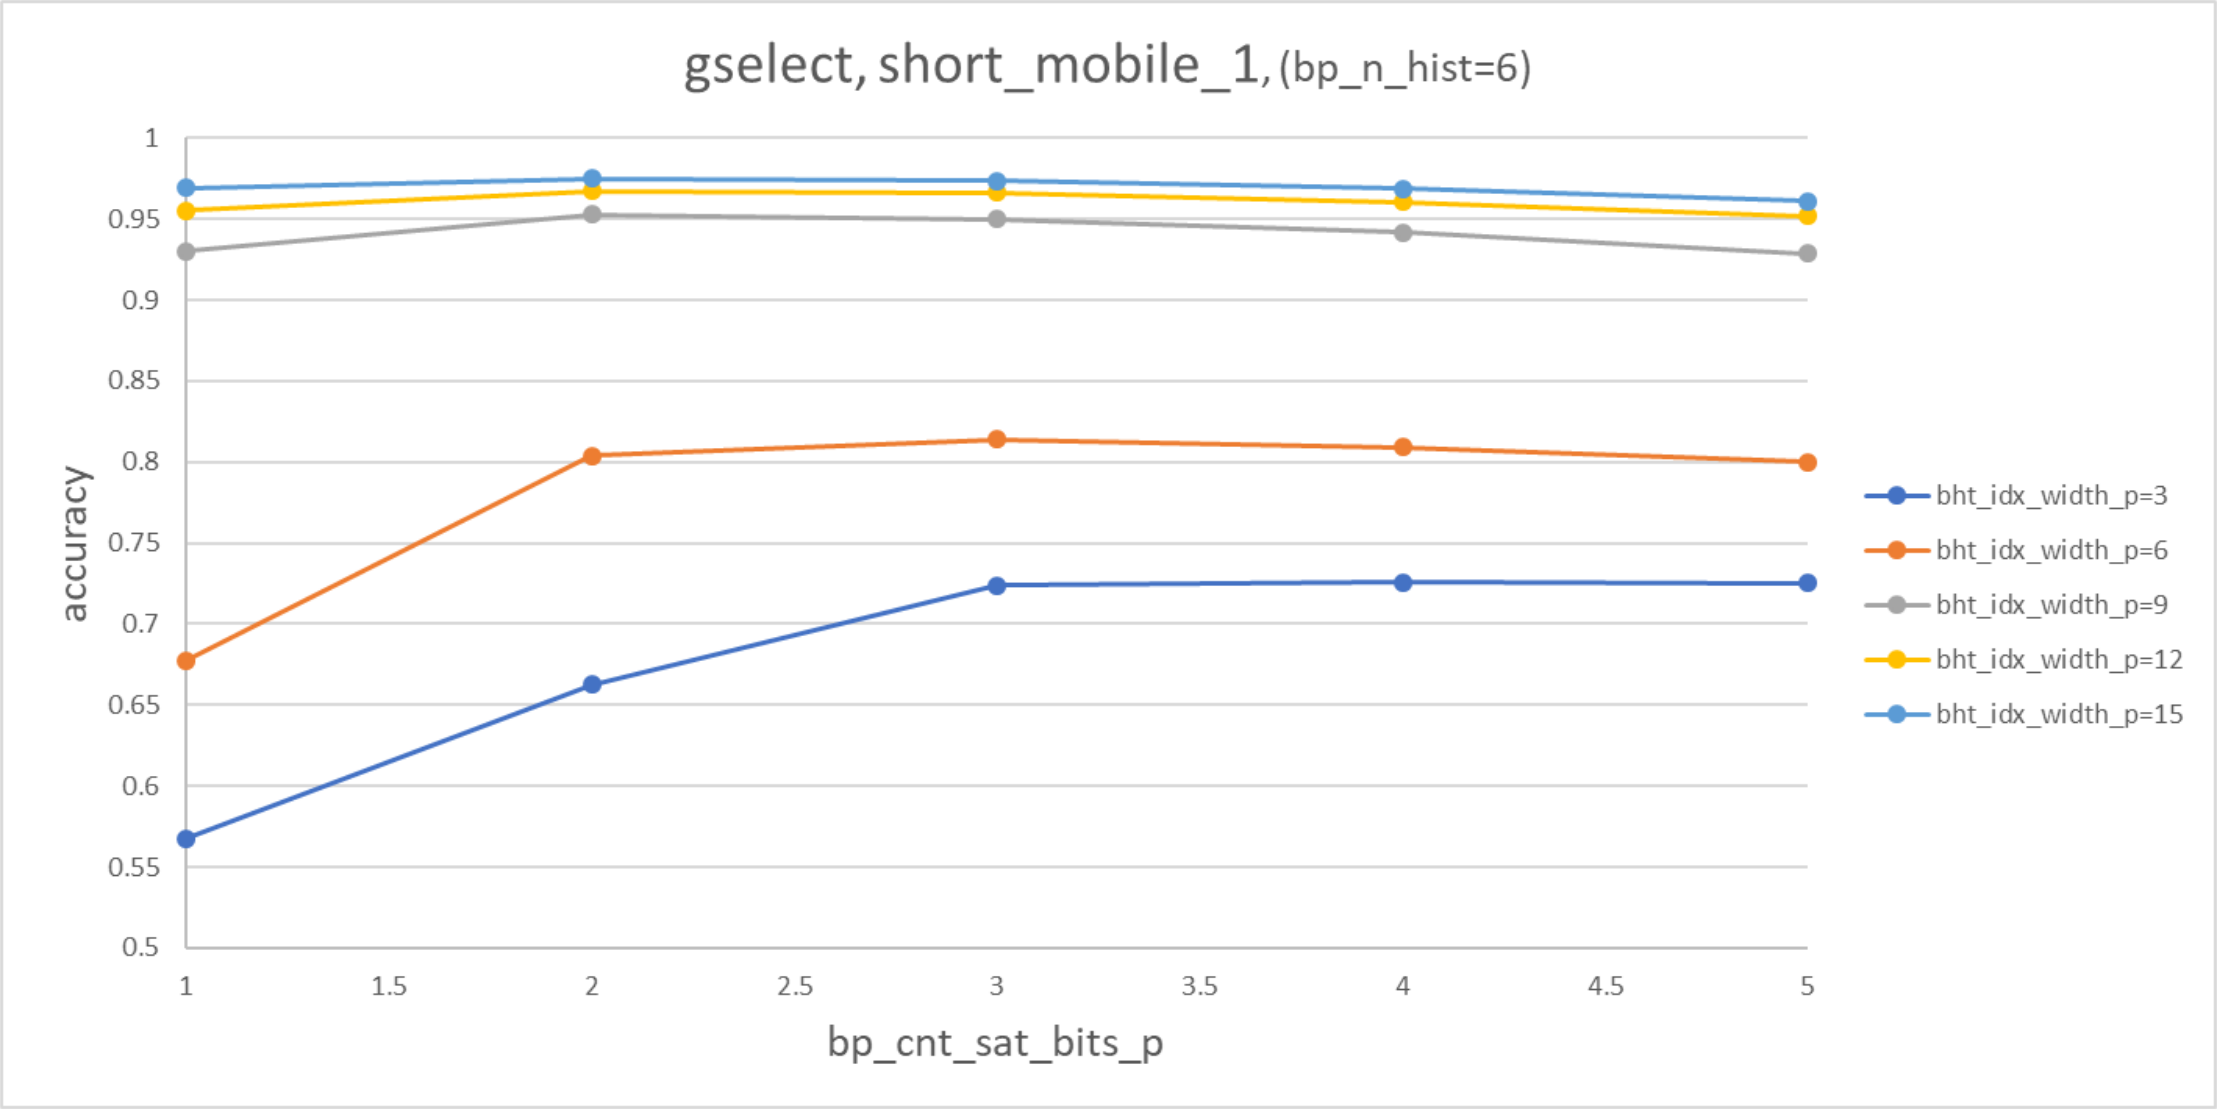 gselect, short_mobile_1, (bp_n_hist=6)
1
0.95
0.9
0.85
0.8
0.75
0.7
0.65
0.6
0.55
0.5
accuracy
1 1.5 2 2.5 3 3.5 4 4.5 5
bp_cnt_sat_bits_p
bht_idx_width_p=3
bht_idx_width_p=6
bht_idx_width_p=9
bht_idx_width_p=12
bht_idx_width_p=15